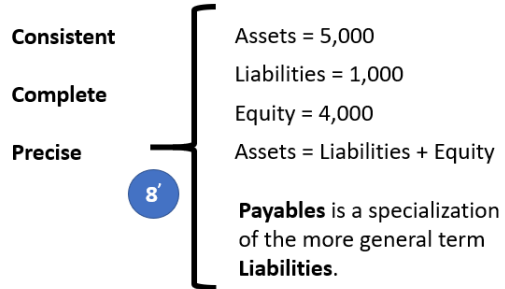 Consistent
Complete
Precise
8’
Assets = 5,000
Liabilities = 1,000
Equity = 4,000
Assets = Liabilities + Equity
Payables is a specialization
of the more general term
Liabilities.